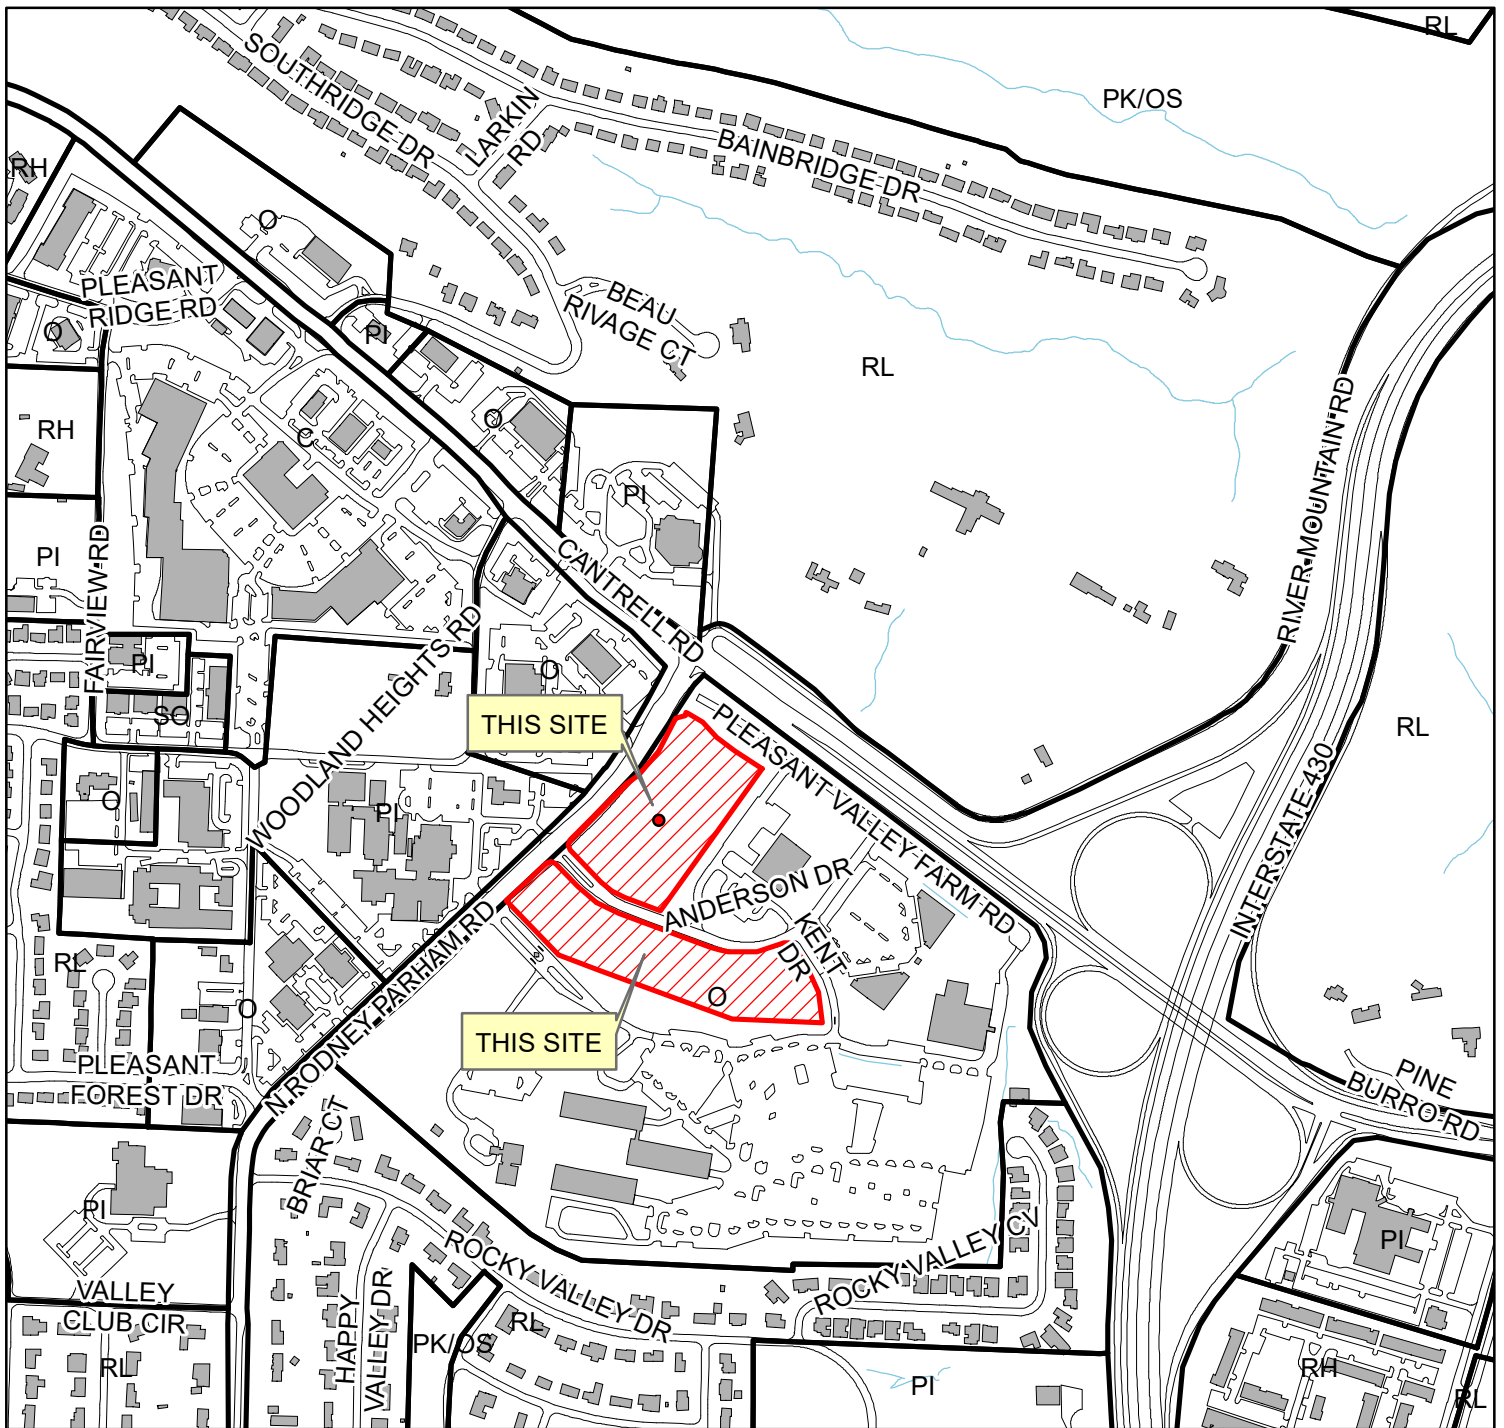 RL
PK/OS
SOUTHRIDGE DR
LARKIN
RD
BAINBRIDGE DR
RH
O
PLEASANT
RIDGE RD
BEAU
RIVAGE CT
O
PI
RL
O
C
RH
RIVER MOUNTAIN RD
PI
PI
FAIRVIEW RD
CANTRELL RD
WOODLAND HEIGHTS RD
PI
O
SO
THIS SITE
PLEASANT VALLEY FARM RD
RL
INTERSTATE 430
O
PI
ANDERSON DR
KENT
DR
N RODNEY PARHAM RD
RL
O
O
THIS SITE
PLEASANT
FOREST DR
PINE
BURRO RD
BRIAR CT
PI
ROCKY VALLEY DR
ROCKY VALLEY CV
PI
VALLEY
CLUB CIR
HAPPY
VALLEY DR
PK/OS
RL
RL
PI
RH
RL